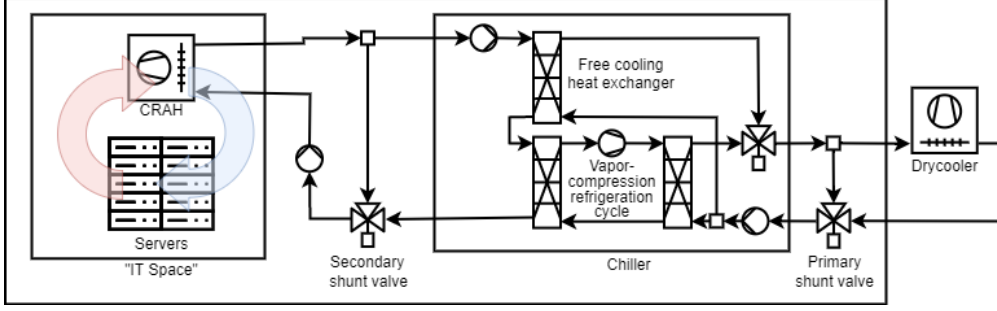 CRAH
Servers
"IT Space"
Secondary
shunt valve
Free cooling
heat exchanger
Vapor-
compression
refrigeration
cycle
Chiller
Primary
shunt valve
Drycooler